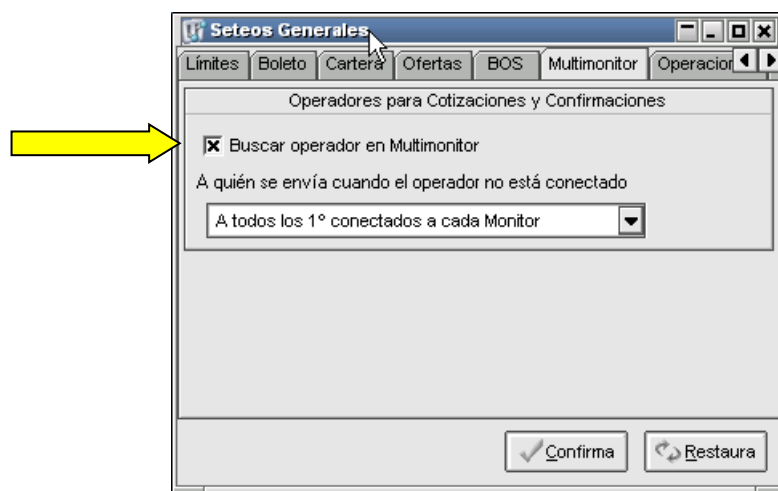 Seteos Generales
Límites Boleto Cartera Ofertas BOS Multimonitor Operacion
Operadores para Cotizaciones y Confirmaciones
Buscar operador en Multimonitor
A quién se envía cuando el operador no está conectado
A todos los 1º conectados a cada Monitor
Confirma Restaura